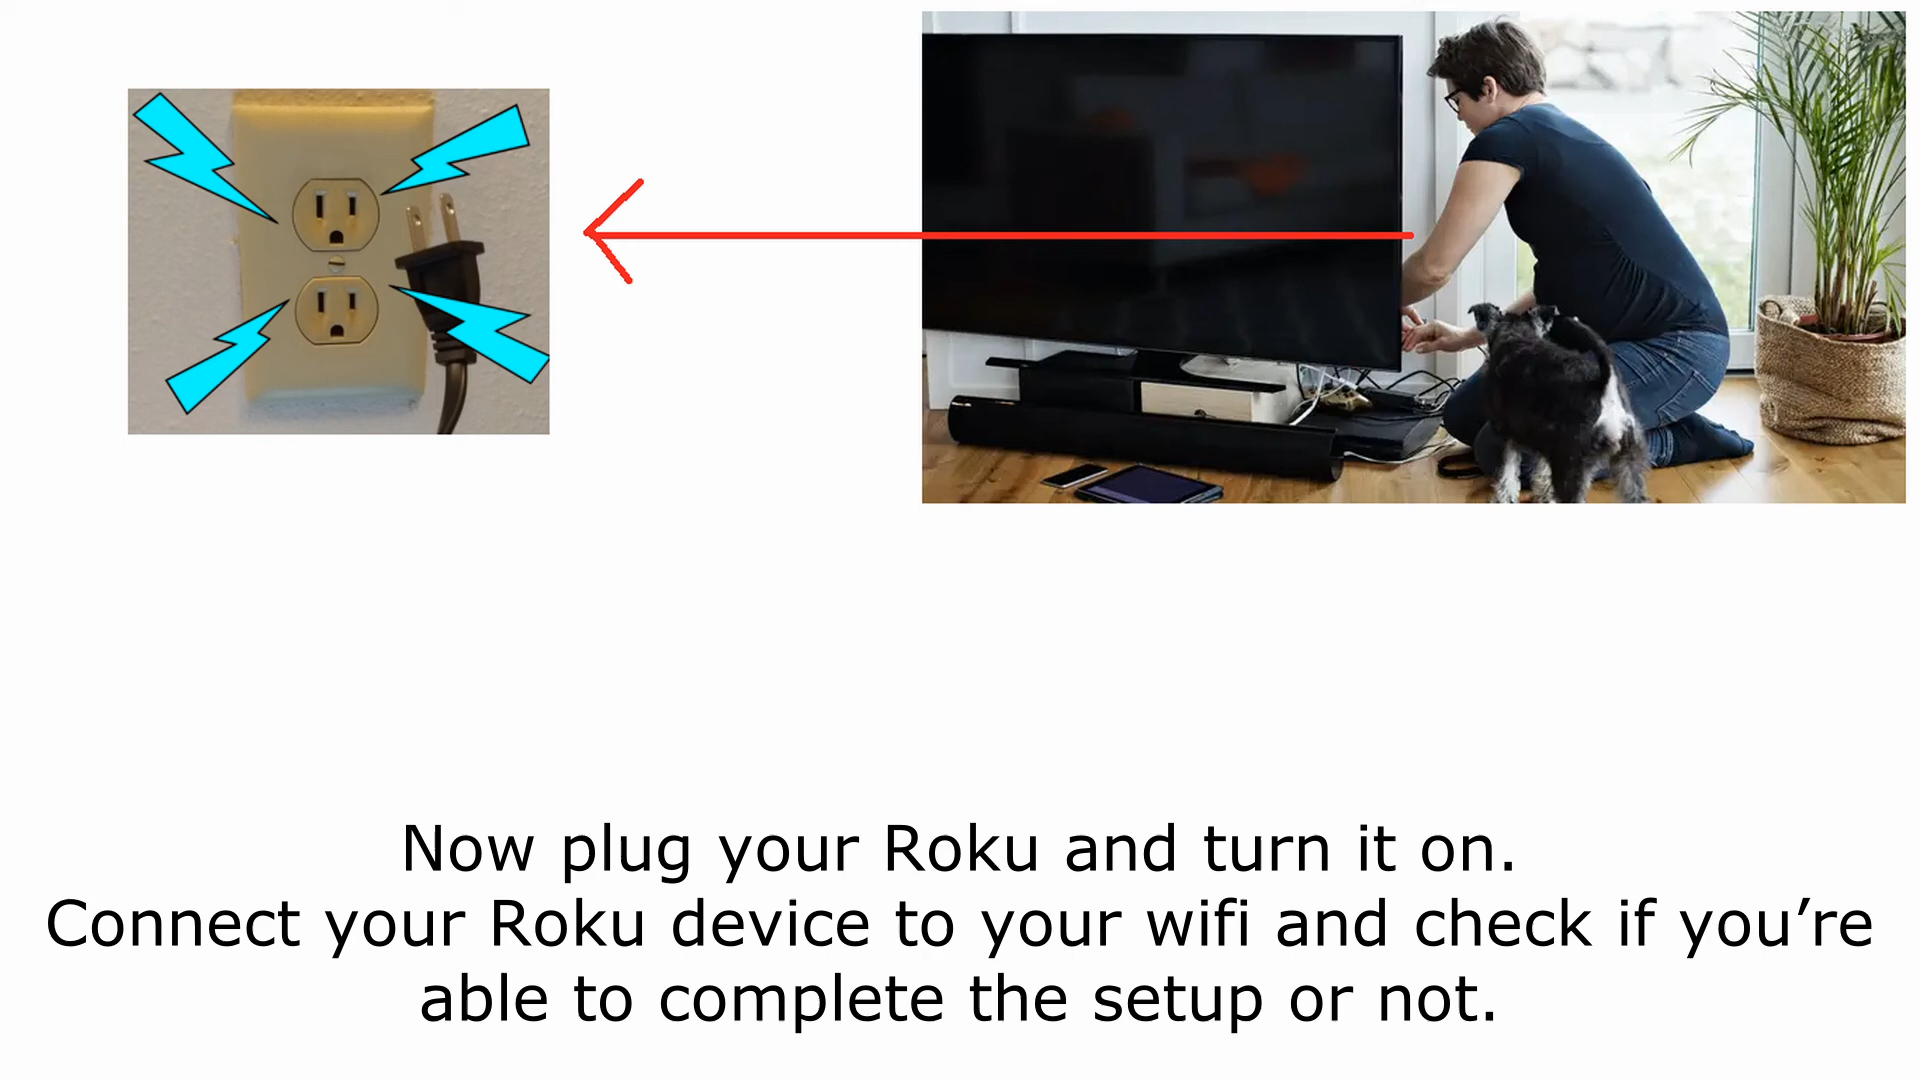 Now plug your Roku and turn it on.
Connect your Roku device to your wifi and check if you’re
able to complete the setup or not.